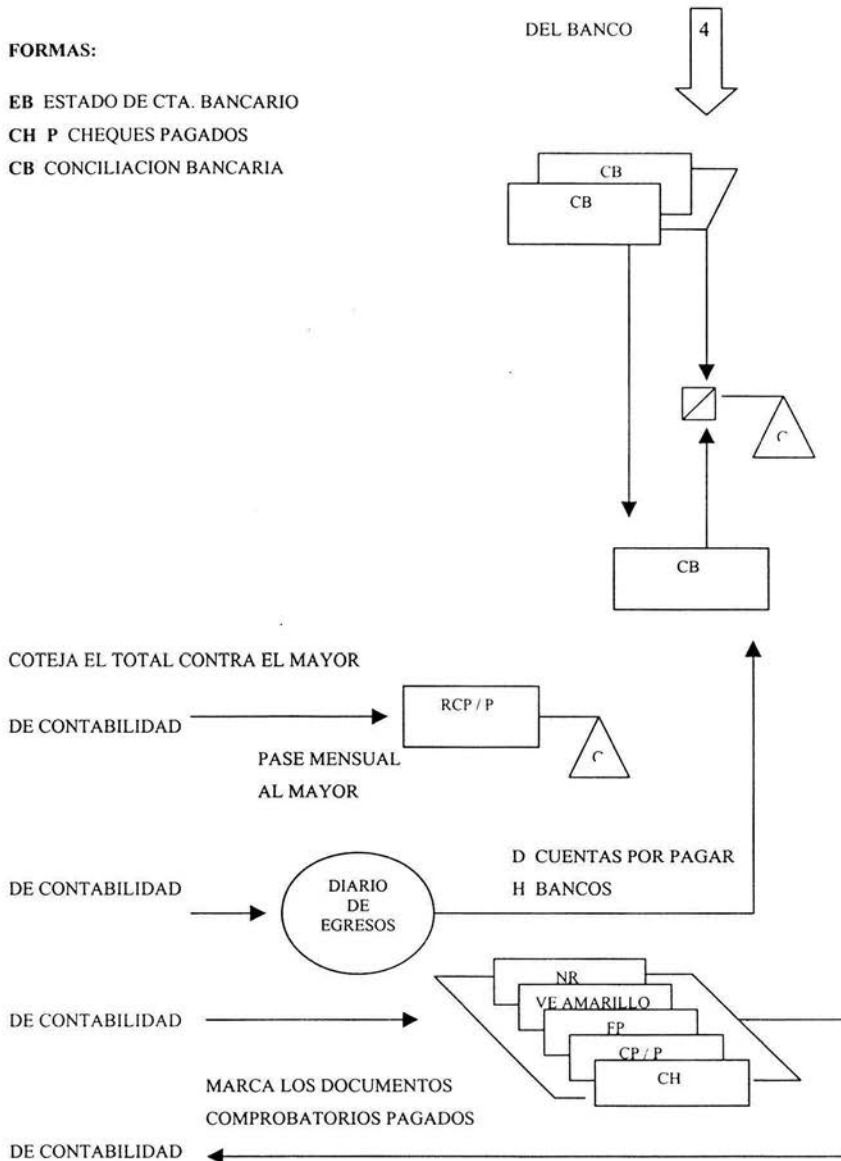 DEL BANCO
4
FORMAS:
EB ESTADO DE CTA. BANCARIO
CH P CHEQUES PAGADOS
CB CONCILIACION BANCARIA
CB
CB
C
CB
COTEJA EL TOTAL CONTRA EL MAYOR
DE CONTABILIDAD
RCP / P
C
PASE MENSUAL
AL MAYOR
D CUENTAS POR PAGAR
H BANCOS
DE CONTABILIDAD
DIARIO
DE
EGRESOS
NR
VE AMARILLO
FP
CP / P
CH
DE CONTABILIDAD
MARCA LOS DOCUMENTOS
COMPROBATORIOS PAGADOS
DE CONTABILIDAD